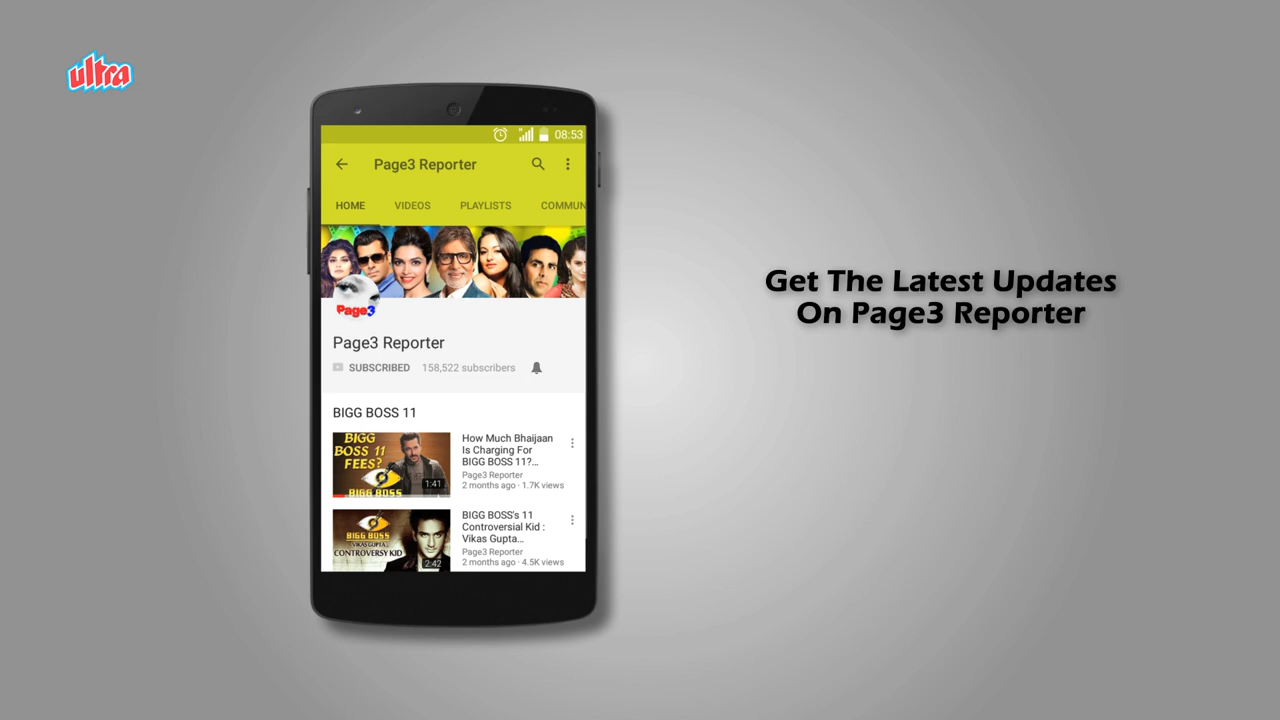 ultra
08:53
Page3 Reporter
HOME VIDEOS PLAYLISTS COMMUN
Page3
Page3 Reporter
SUBSCRIBED 158,522 subscribers
BIGG BOSS 11
BIGG
BOSS 11
FEES?
BIGG BOSS
1:41
How Much Bhaijaan
Is Charging For
BIGG BOSS 11?...
Page3 Reporter
2 months ago · 1.7K views
BIGG BOSS
VIKAS GUPTA
CONTROVERSY KID
2:42
BIGG BOSS's 11
Controversial Kid :
Vikas Gupta...
Page3 Reporter
2 months ago · 4.5K views
Get The Latest Updates
On Page3 Reporter